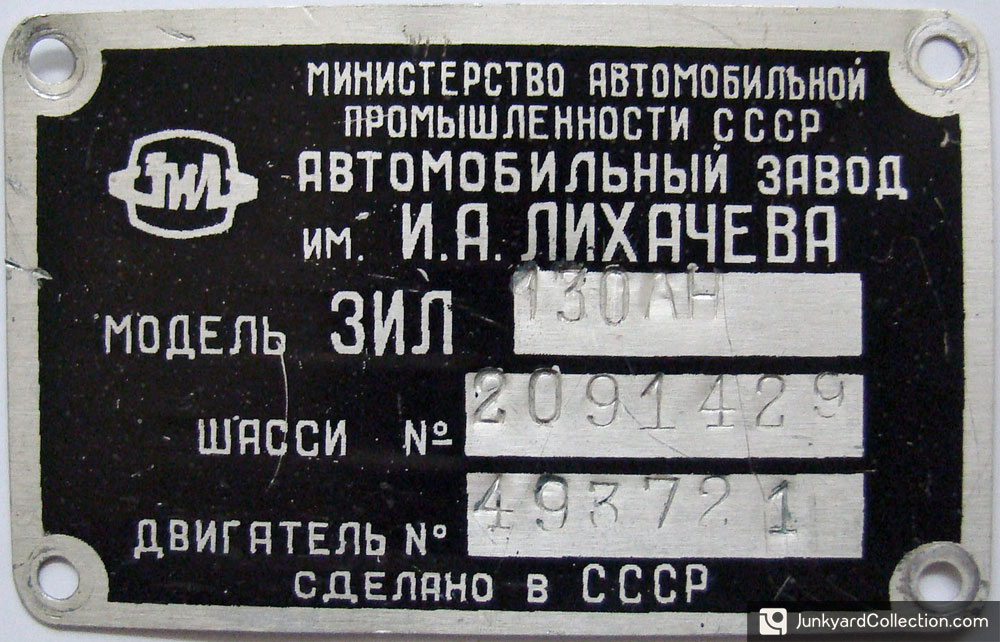 МИНИСТЕРСТВО АВТОМОБИЛЬНОЙ
ПРОМЫШЛЕННОСТИ СССР
ЗИЛ
АВТОМОБИЛЬНЫЙ ЗАВОД
ИМ. И.А. ЛИХАЧЕВА
МОДЕЛЬ ЗИЛ 130АН
ШАССИ № 2091429
ДВИГАТЕЛЬ № 493721
СДЕЛАНО В СССР
JunkyardCollection.com